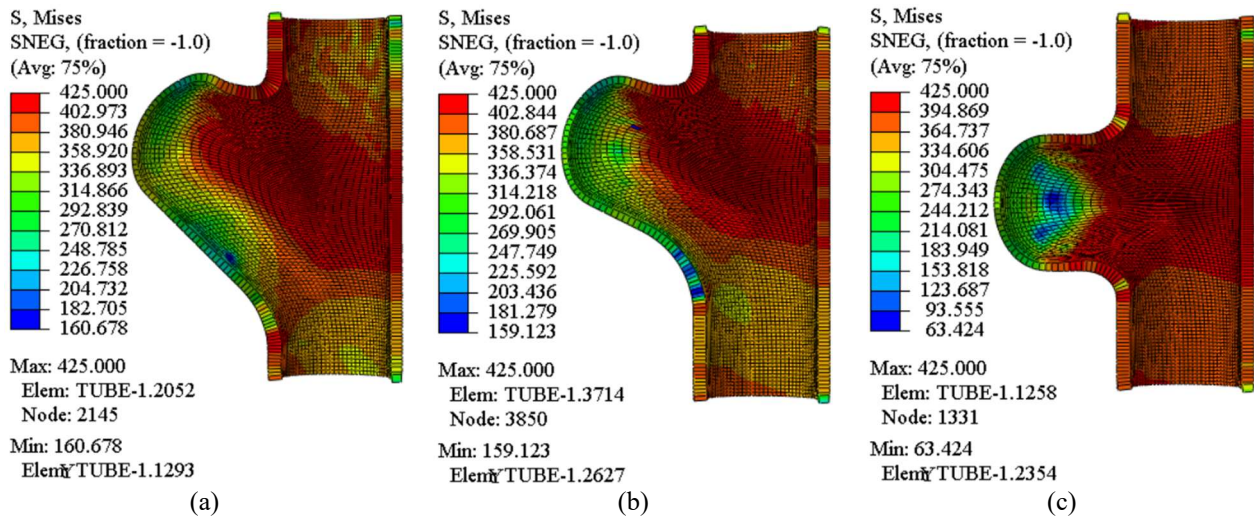 S, Mises
SNEG, (fraction = -1.0)
(Avg: 75%)
425.000
402.973
380.946
358.920
336.893
314.866
292.839
270.812
248.785
226.758
204.732
182.705
160.678
Max: 425.000
Elem: TUBE-1.2052
Node: 2145
Min: 160.678
Elem: TUBE-1.1293
(a)
S, Mises
SNEG, (fraction = -1.0)
(Avg: 75%)
425.000
402.844
380.687
358.531
336.374
314.218
292.061
269.905
247.749
225.592
203.436
181.279
159.123
Max: 425.000
Elem: TUBE-1.3714
Node: 3850
Min: 159.123
Elem: TUBE-1.2627
(b)
S, Mises
SNEG, (fraction = -1.0)
(Avg: 75%)
425.000
394.869
364.737
334.606
304.475
274.343
244.212
214.081
183.949
153.818
123.687
93.555
63.424
Max: 425.000
Elem: TUBE-1.1258
Node: 1331
Min: 63.424
Elem: TUBE-1.2354
(c)